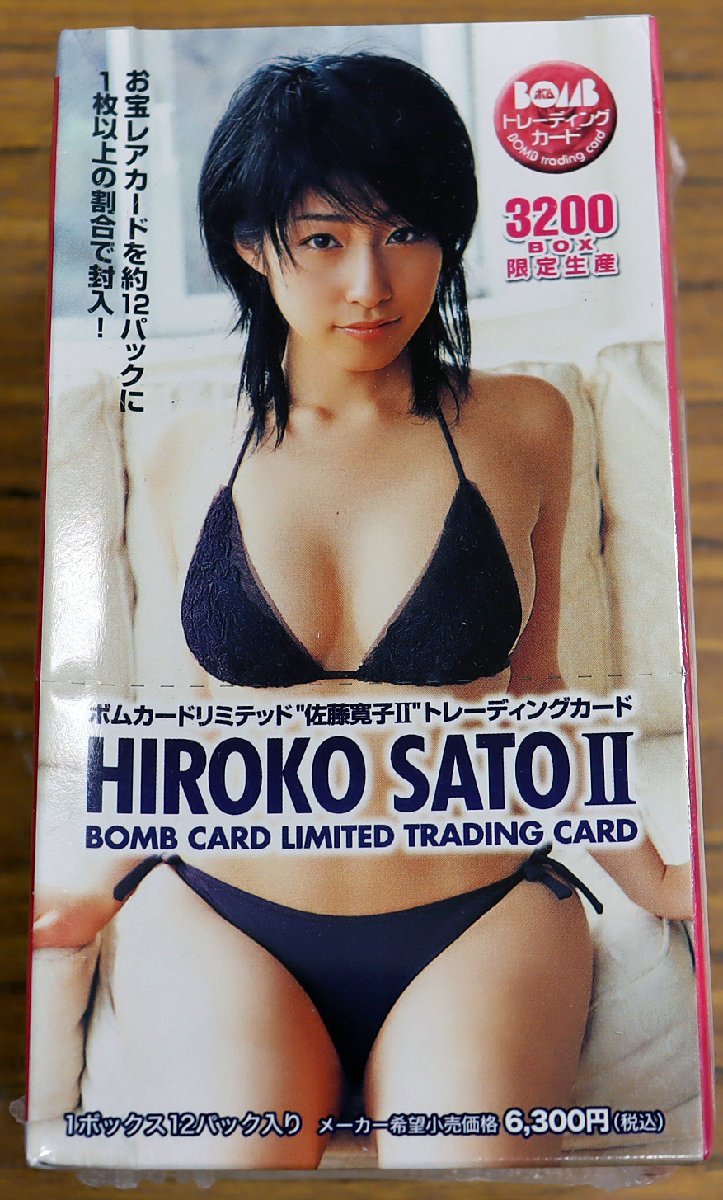 お宝レアカードを約12パックに
1枚以上の割合で封入！
BOMB
ボム
トレーディング
カード
BOMB trading card
3200
BOX
限定生産
ボムカードリミテッド"佐藤寛子II"トレーディングカード
HIROKO SATO II
BOMB CARD LIMITED TRADING CARD
1ボックス12パック入り メーカー希望小売価格 6,300円(税込)